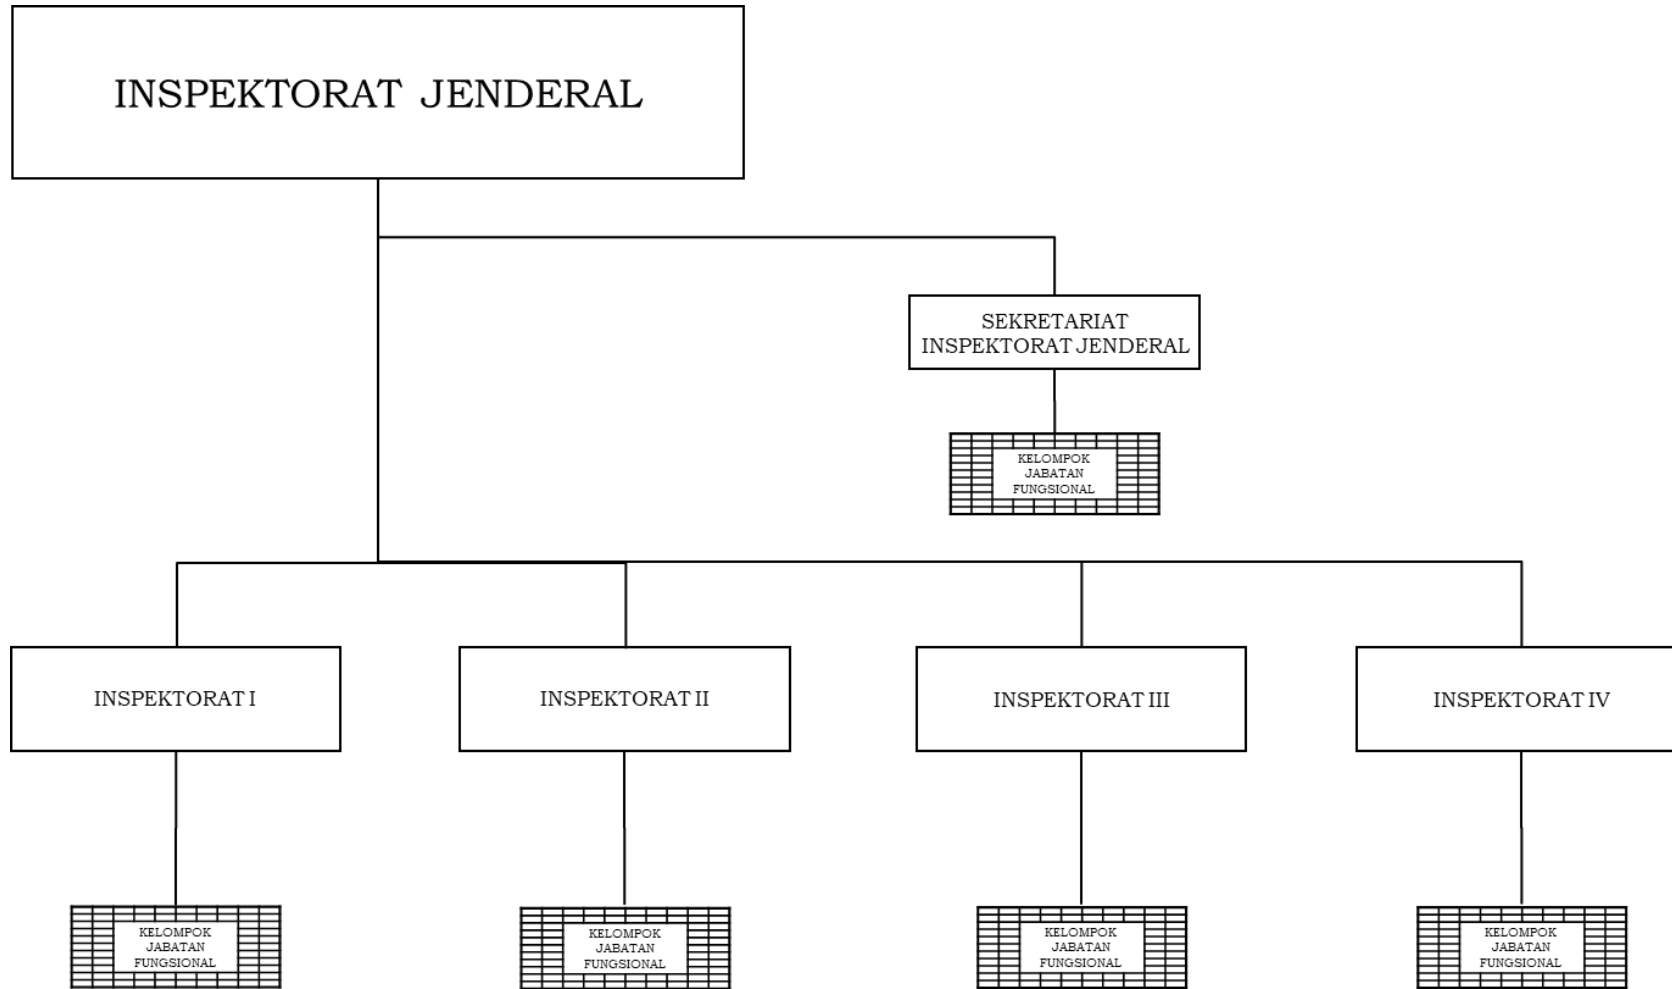 INSPEKTORAT JENDERAL
SEKRETARIAT
INSPEKTORAT JENDERAL
KELOMPOK
JABATAN
FUNGSIONAL
INSPEKTORAT I
INSPEKTORAT II
INSPEKTORAT III
INSPEKTORAT IV
KELOMPOK
JABATAN
FUNGSIONAL
KELOMPOK
JABATAN
FUNGSIONAL
KELOMPOK
JABATAN
FUNGSIONAL
KELOMPOK
JABATAN
FUNGSIONAL